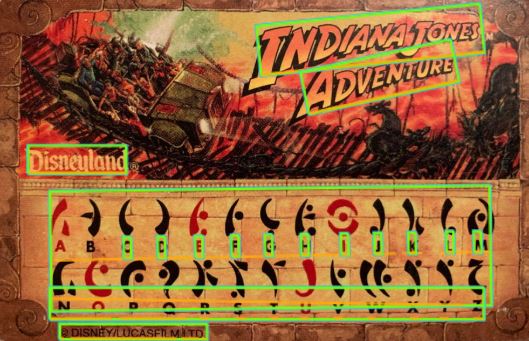 INDIANA JONES
ADVENTURE
Disneyland®
A B C D E F G H I J K L M
N O P Q R S T U V W X Y Z
© DISNEY/LUCASFILM LTD.